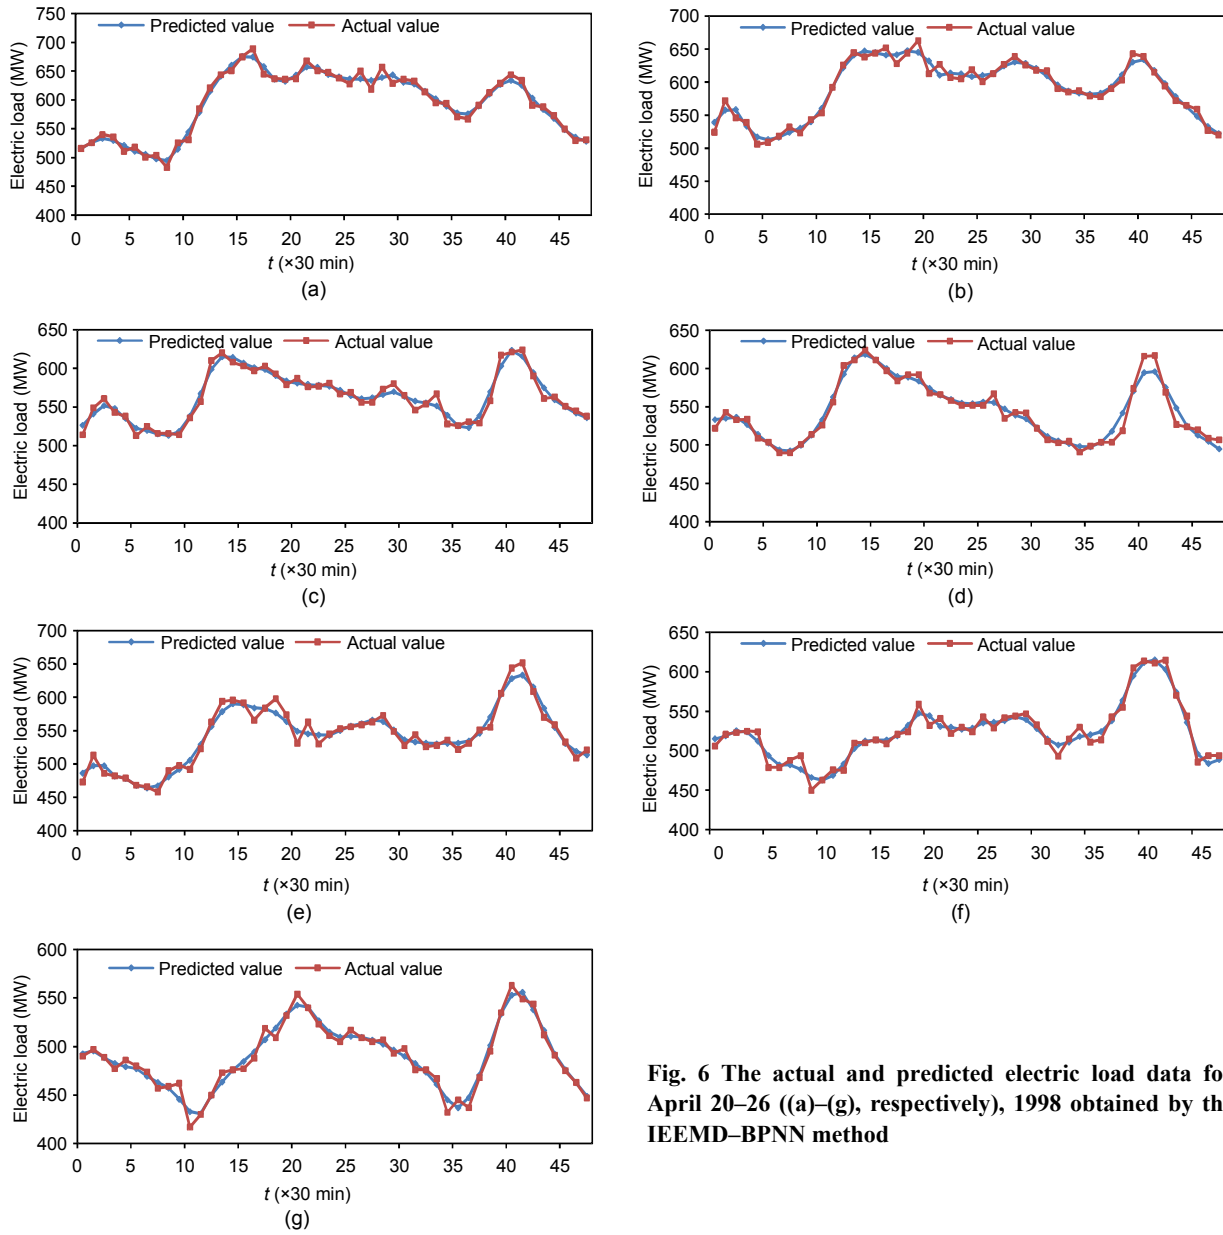 750
700
650
600
550
500
450
400
Electric load (MW)
Predicted value
Actual value
0 5 10 15 20 25 30 35 40 45
t (×30 min)
(a)
700
650
600
550
500
450
400
Electric load (MW)
Predicted value
Actual value
0 5 10 15 20 25 30 35 40 45
t (×30 min)
(b)
650
600
550
500
450
400
Electric load (MW)
Predicted value
Actual value
0 5 10 15 20 25 30 35 40 45
t (×30 min)
(c)
650
600
550
500
450
400
Electric load (MW)
Predicted value
Actual value
0 5 10 15 20 25 30 35 40 45
t (×30 min)
(d)
700
650
600
550
500
450
400
Electric load (MW)
Predicted value
Actual value
0 5 10 15 20 25 30 35 40 45
t (×30 min)
(e)
650
600
550
500
450
400
Electric load (MW)
Predicted value
Actual value
0 5 10 15 20 25 30 35 40 45
t (×30 min)
(f)
600
550
500
450
400
Electric load (MW)
Predicted value
Actual value
0 5 10 15 20 25 30 35 40 45
t (×30 min)
(g)
Fig. 6 The actual and predicted electric load data fo
April 20–26 ((a)–(g), respectively), 1998 obtained by th
IEEMD–BPNN method